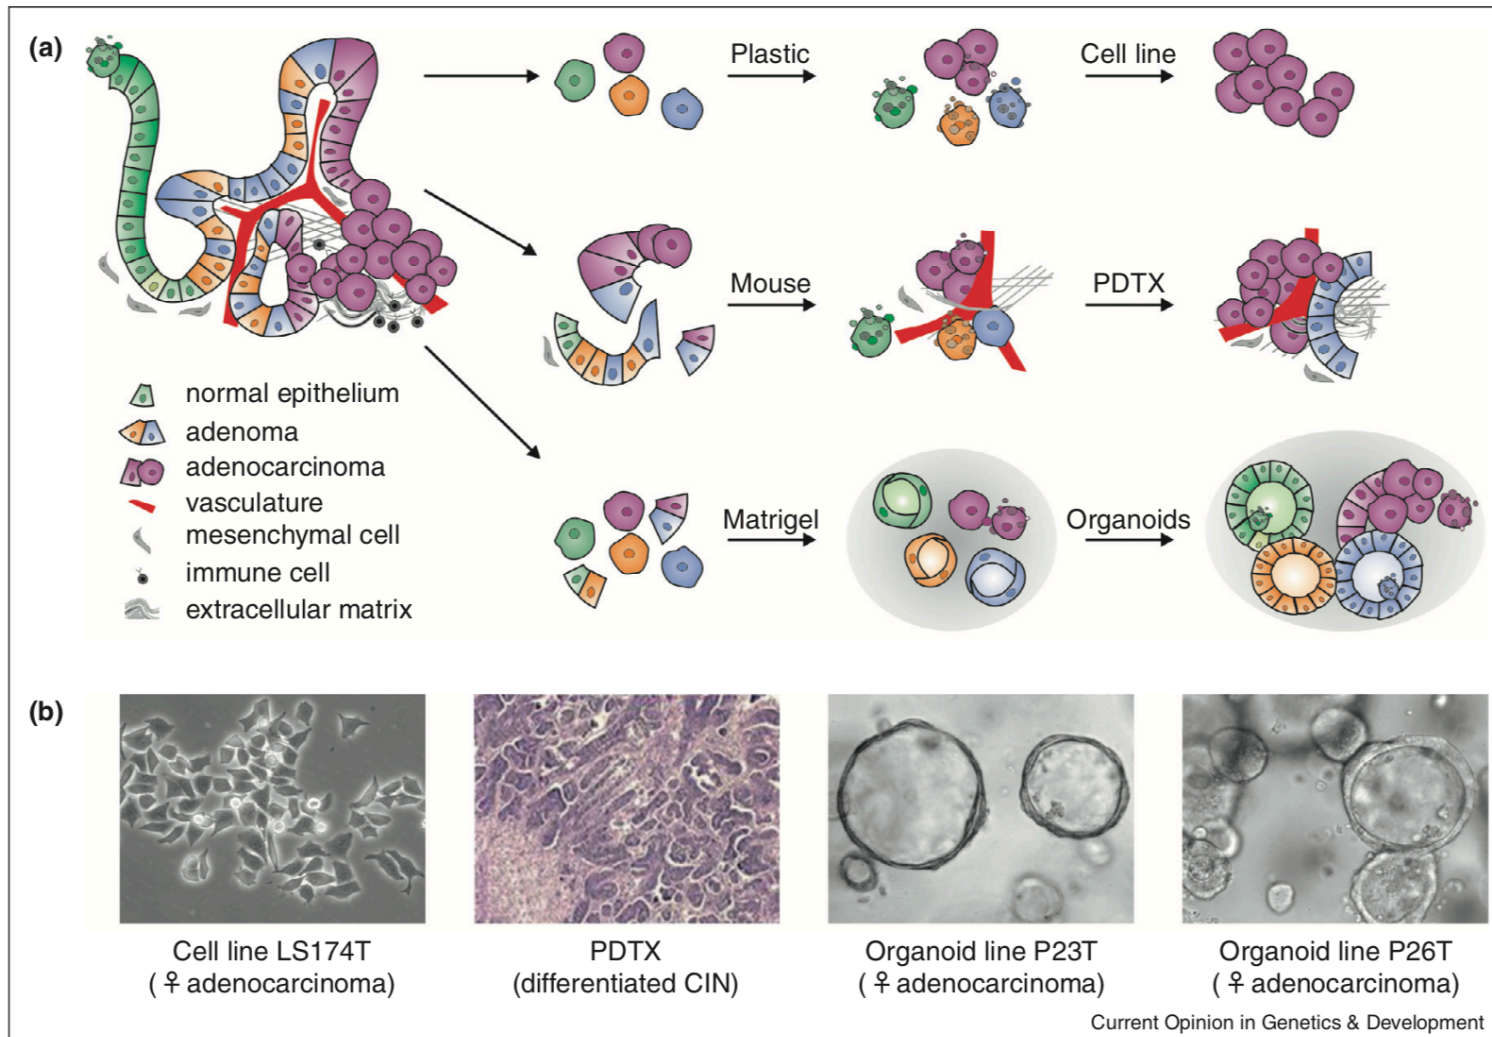 (a)
Plastic
Cell line
Mouse
PDTX
normal epithelium
adenoma
adenocarcinoma
vasculature
mesenchymal cell
immune cell
extracellular matrix
Matrigel
Organoids
(b)
Cell line LS174T
(♀adenocarcinoma)
PDTX
(differentiated CIN)
Organoid line P23T
(♀adenocarcinoma)
Organoid line P26T
(♀adenocarcinoma)
Current Opinion in Genetics & Development